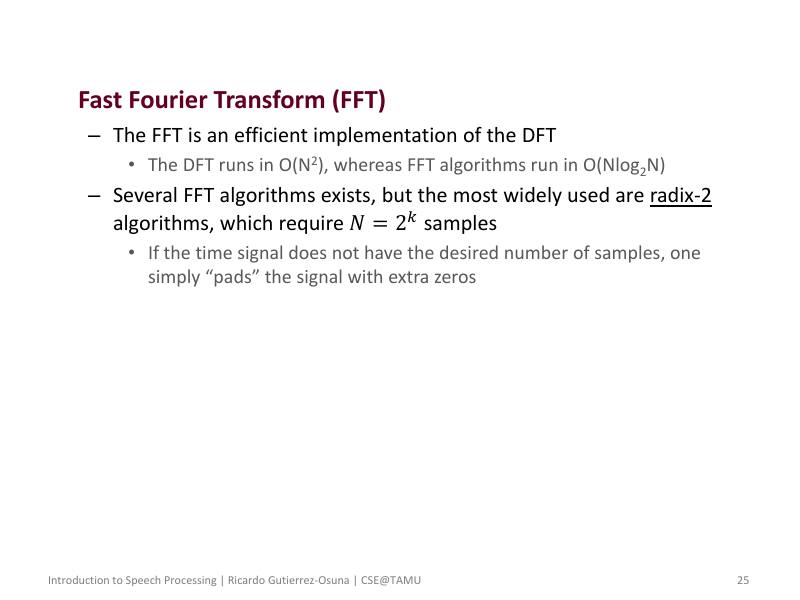 Fast Fourier Transform (FFT)
– The FFT is an efficient implementation of the DFT
• The DFT runs in O(N²), whereas FFT algorithms run in O(Nlog₂N)
– Several FFT algorithms exists, but the most widely used are radix-2
algorithms, which require 𝑁 = 2ᵏ samples
• If the time signal does not have the desired number of samples, one
simply “pads” the signal with extra zeros
Introduction to Speech Processing | Ricardo Gutierrez-Osuna | CSE@TAMU
25